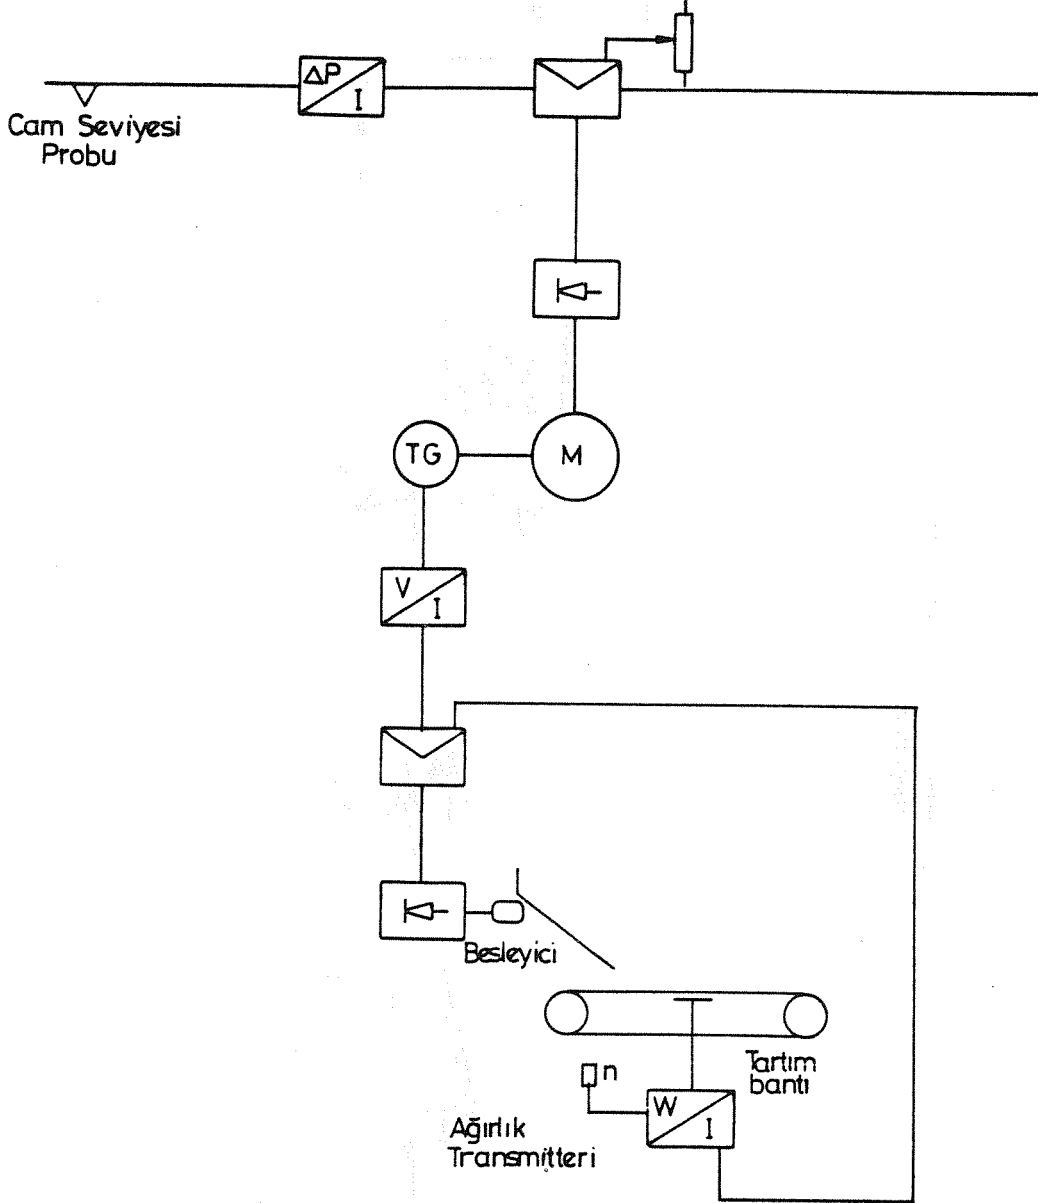 ΔP
I
Cam Seviyesi
Probu
TG
M
V
I
Besleyici
Tartım
bantı
n
W
I
Ağırlık
Transmitteri